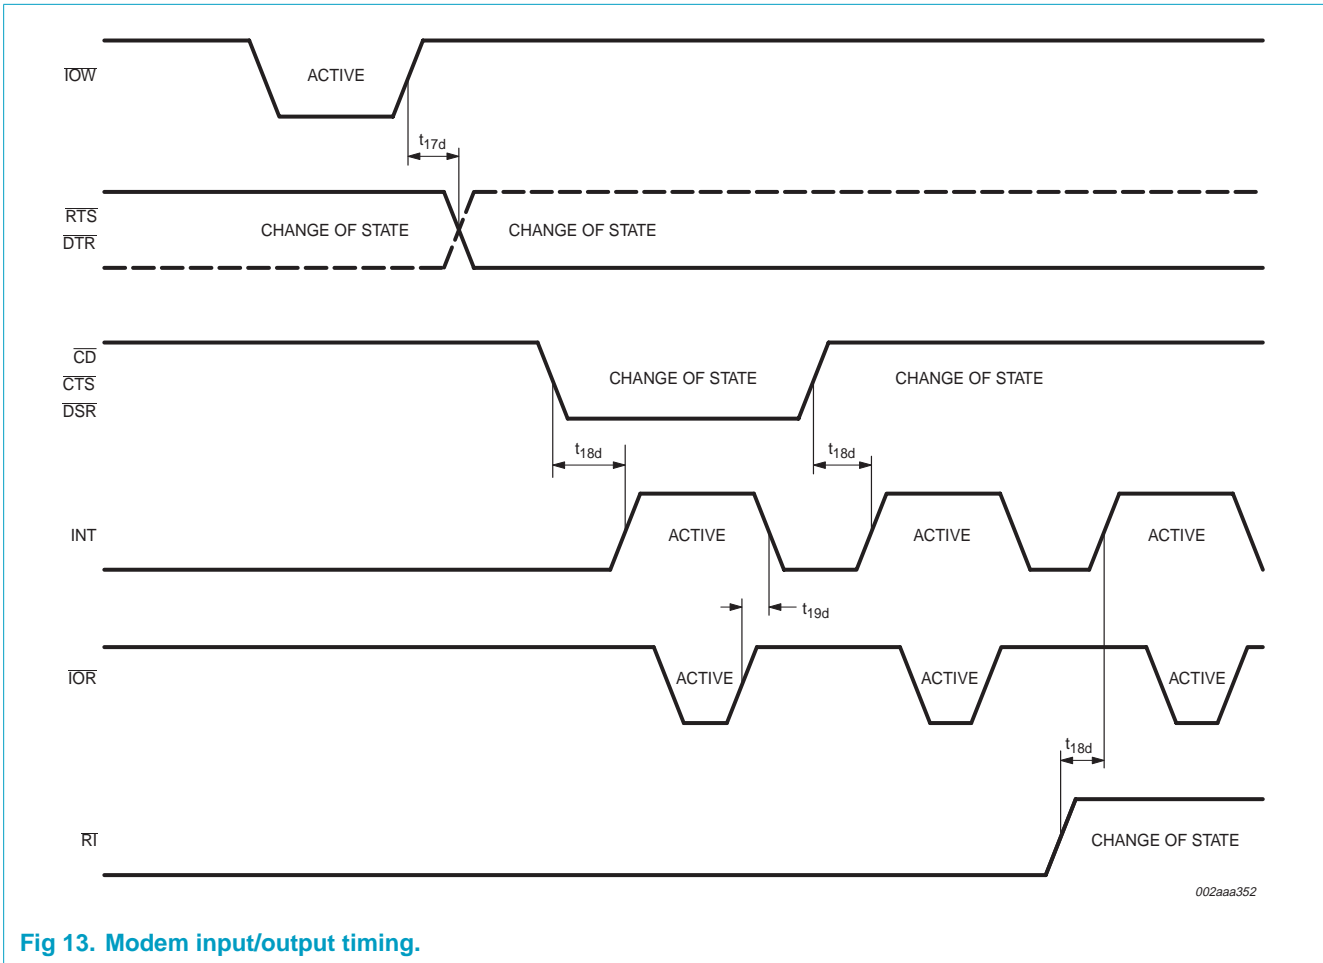 IOW
ACTIVE
t17d
RTS
DTR
CHANGE OF STATE CHANGE OF STATE
CD
CTS
DSR
CHANGE OF STATE CHANGE OF STATE
t18d t18d
INT ACTIVE ACTIVE ACTIVE
t19d
IOR ACTIVE ACTIVE ACTIVE
t18d
RI CHANGE OF STATE
002aaa352
Fig 13. Modem input/output timing.